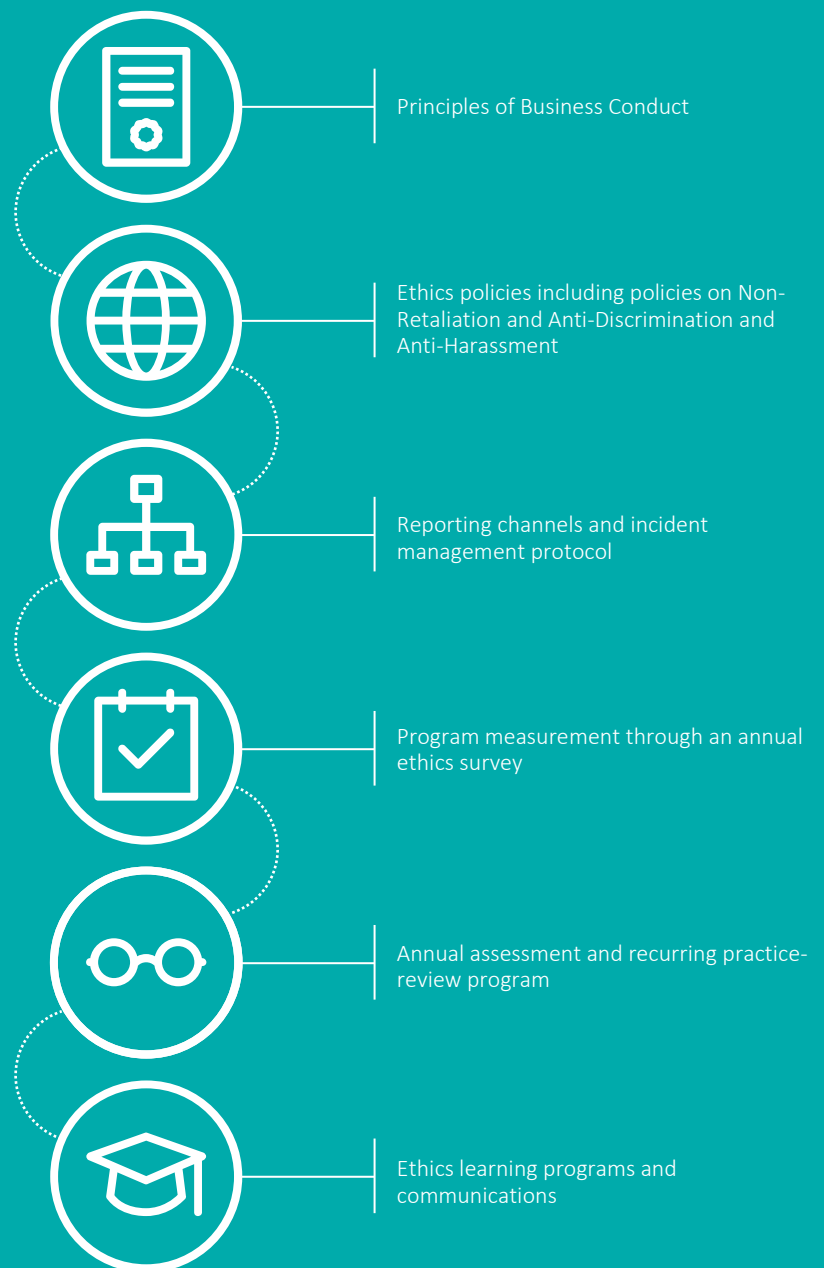 Principles of Business Conduct
Ethics policies including policies on Non-
Retaliation and Anti-Discrimination and
Anti-Harassment
Reporting channels and incident
management protocol
Program measurement through an annual
ethics survey
Annual assessment and recurring practice-
review program
Ethics learning programs and
communications